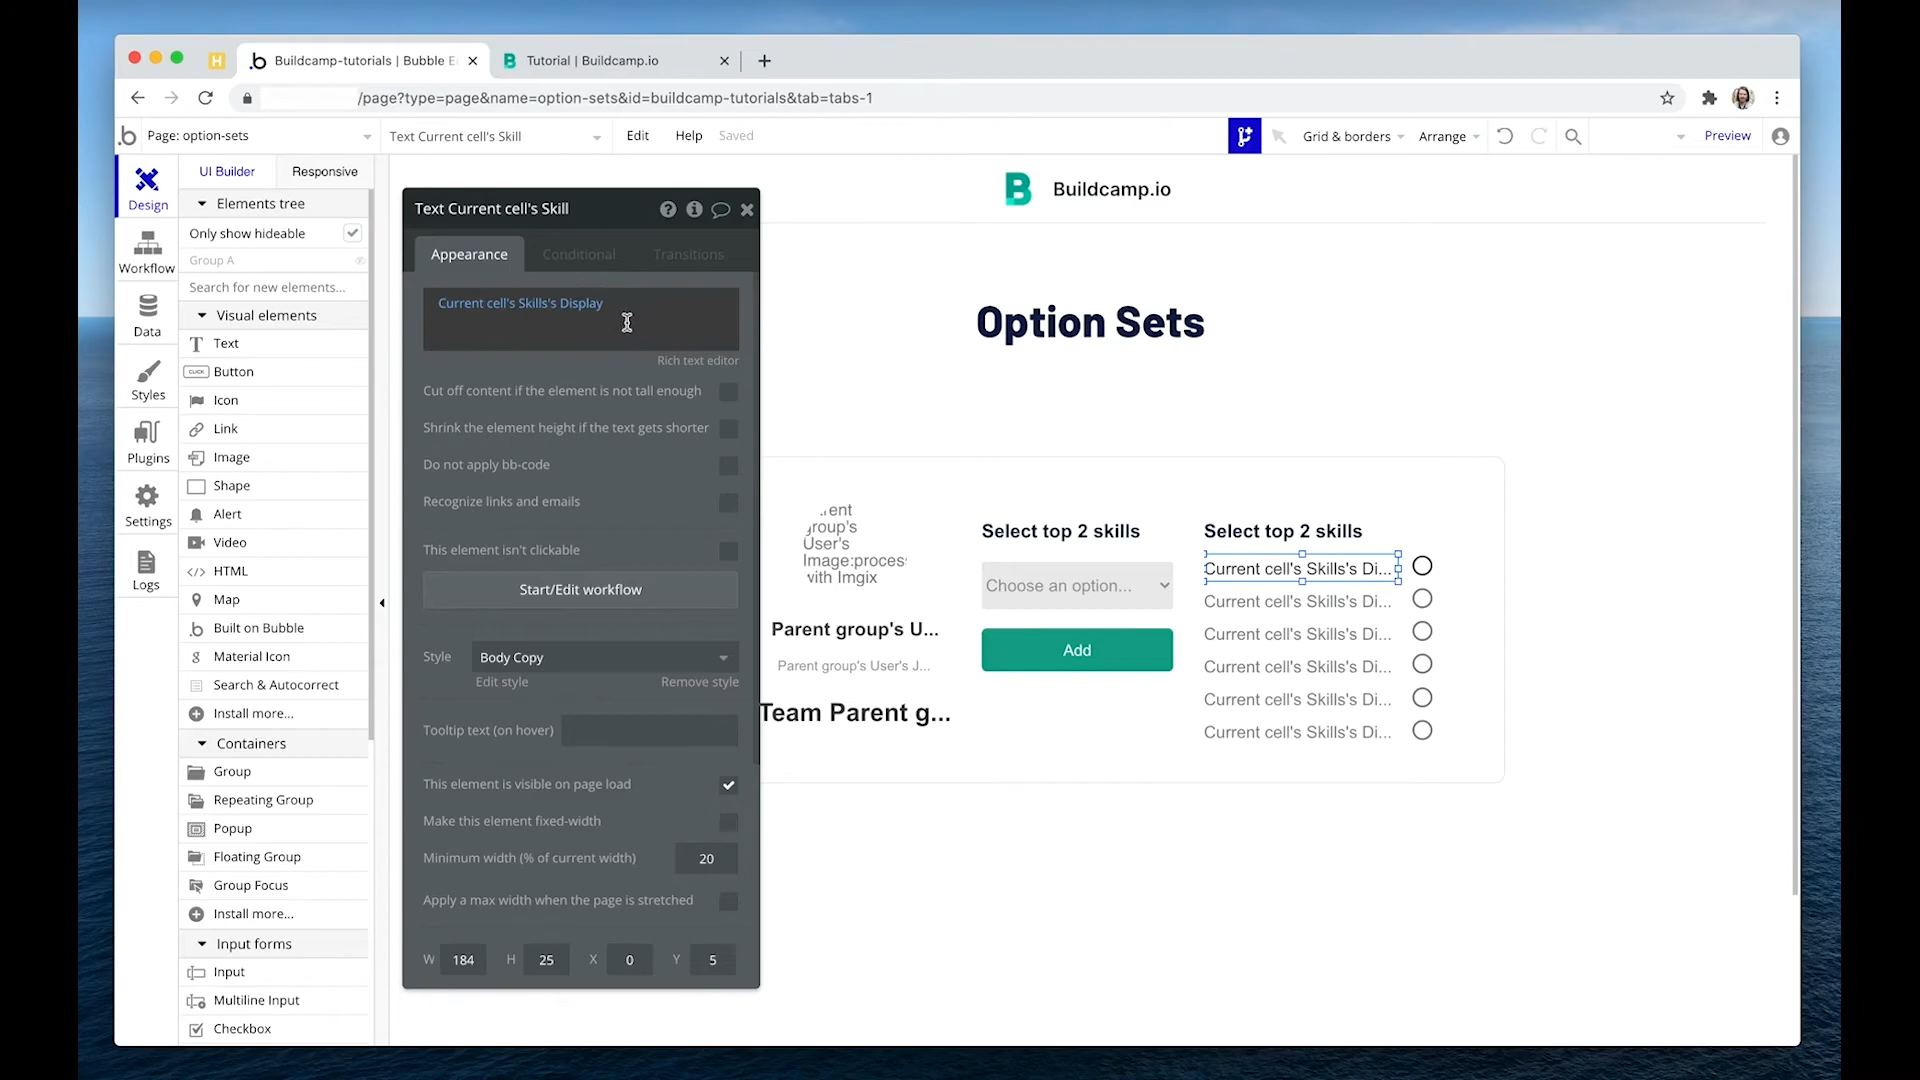 H
b Buildcamp-tutorials | Bubble E
B Tutorial | Buildcamp.io
/page?type=page&name=option-sets&id=buildcamp-tutorials&tab=tabs-1
b Page: option-sets
Text Current cell's Skill
Edit
Help
Saved
Grid & borders
Arrange
Preview
Design
Workflow
Data
Styles
Plugins
Settings
Logs
UI Builder
Responsive
Elements tree
Only show hideable
Group A
Search for new elements...
Visual elements
Text
CLICK Button
Icon
Link
Image
Shape
Alert
Video
</> HTML
Map
b Built on Bubble
g Material Icon
Search & Autocorrect
Install more...
Containers
Group
Repeating Group
Popup
Floating Group
Group Focus
Install more...
Input forms
Input
Multiline Input
Checkbox
Text Current cell's Skill
Appearance
Conditional
Transitions
Current cell's Skills's Display
Rich text editor
Cut off content if the element is not tall enough
Shrink the element height if the text gets shorter
Do not apply bb-code
Recognize links and emails
This element isn't clickable
Start/Edit workflow
Style
Body Copy
Edit style
Remove style
Tooltip text (on hover)
This element is visible on page load
Make this element fixed-width
Minimum width (% of current width)
20
Apply a max width when the page is stretched
W 184 H 25 X 0 Y 5
B Buildcamp.io
Option Sets
group's
User's
Image:proces
with Imgix
Parent group's U...
Parent group's User's J...
Team Parent g...
Select top 2 skills
Choose an option...
Add
Select top 2 skills
Current cell's Skills's Di...
Current cell's Skills's Di...
Current cell's Skills's Di...
Current cell's Skills's Di...
Current cell's Skills's Di...
Current cell's Skills's Di...